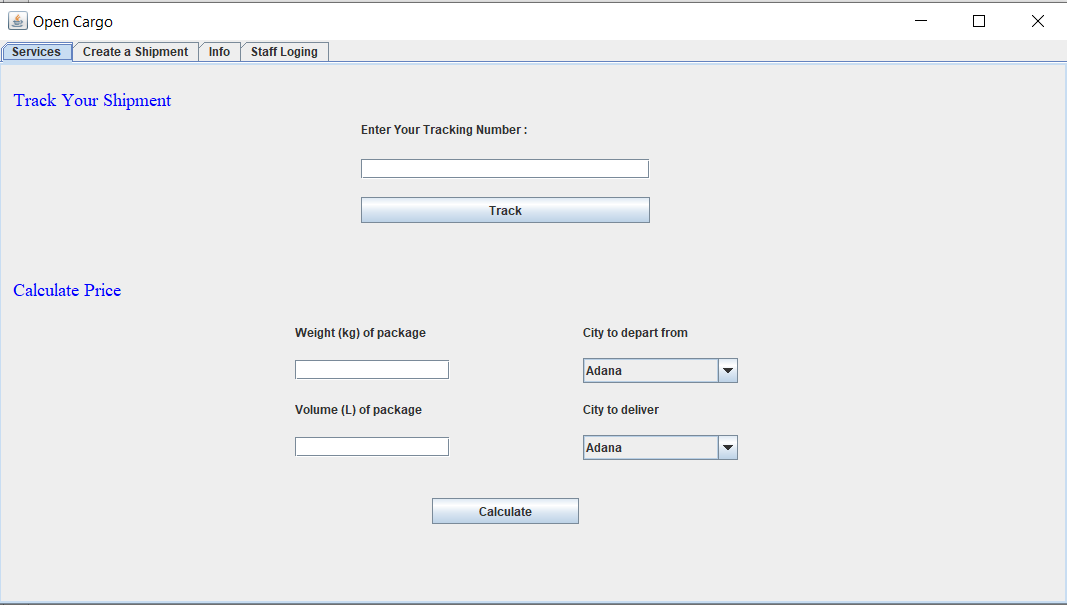 Open Cargo
Services Create a Shipment Info Staff Loging
Track Your Shipment
Enter Your Tracking Number :
Track
Calculate Price
Weight (kg) of package City to depart from
Adana
Volume (L) of package City to deliver
Adana
Calculate